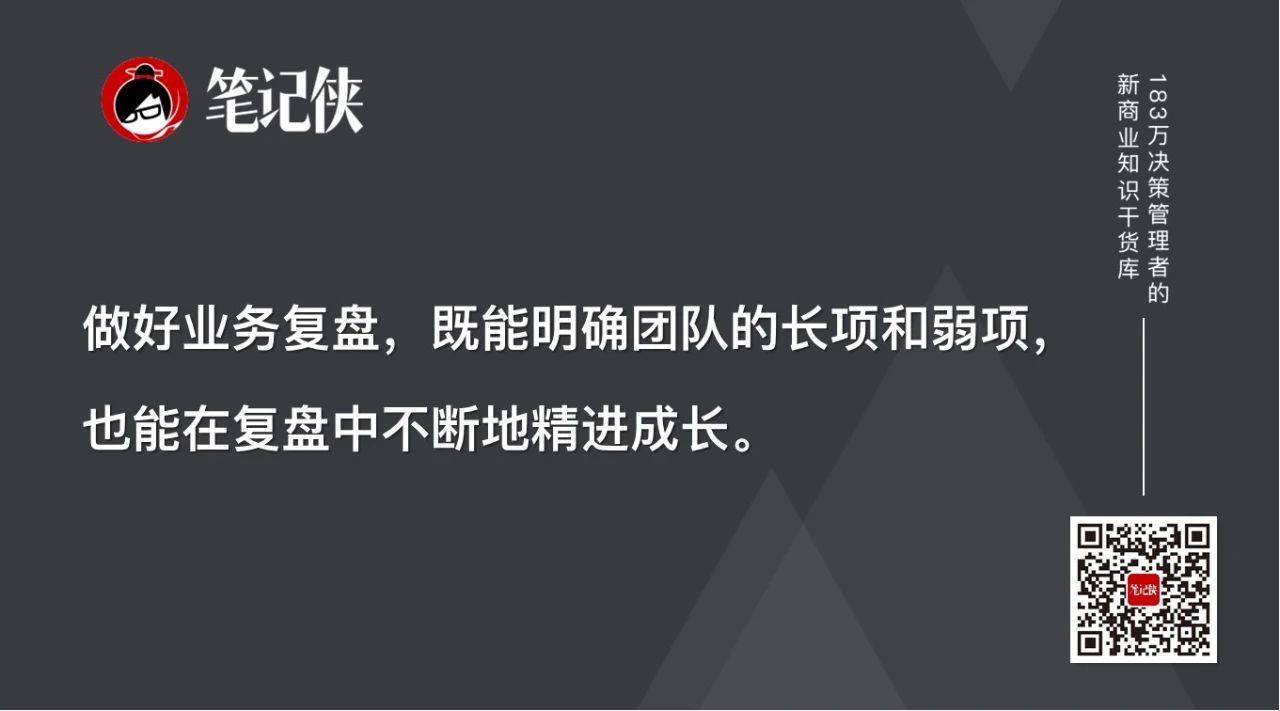 笔记侠
183万决策管理者的
新商业知识干货库
做好业务复盘，既能明确团队的长项和弱项，
也能在复盘中不断地精进成长。
笔记侠